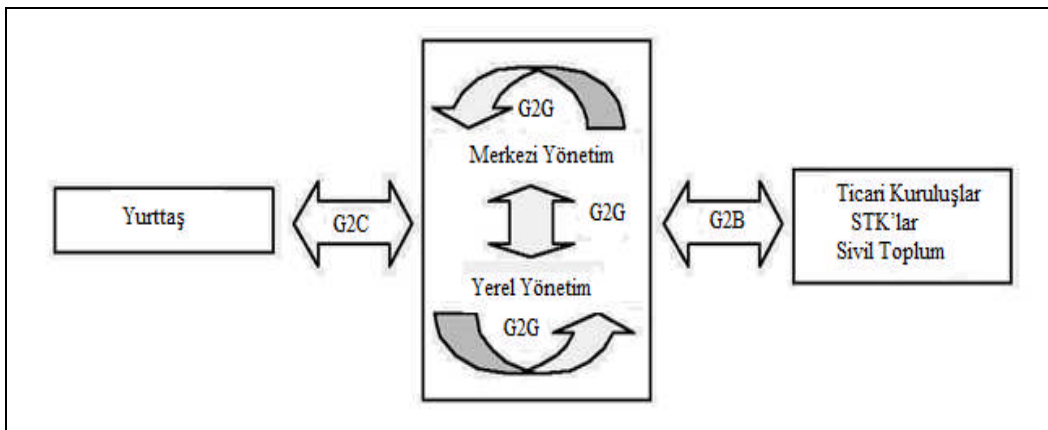 Yurttaş
G2C
G2G
Merkezi Yönetim
G2G
Yerel Yönetim
G2G
G2B
Ticari Kuruluşlar
STK’lar
Sivil Toplum